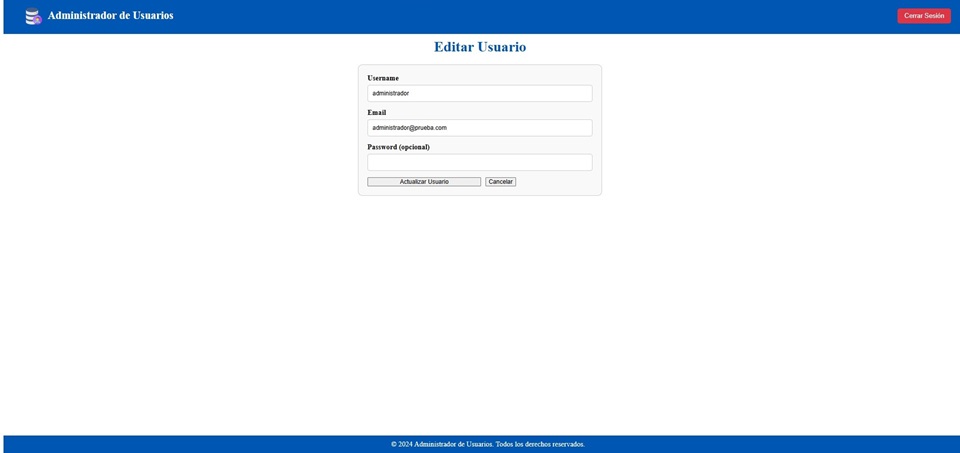 Administrador de Usuarios
Cerrar Sesión
Editar Usuario
Username
administrador
Email
administrador@prueba.com
Password (opcional)
Actualizar Usuario
Cancelar
© 2024 Administrador de Usuarios. Todos los derechos reservados.